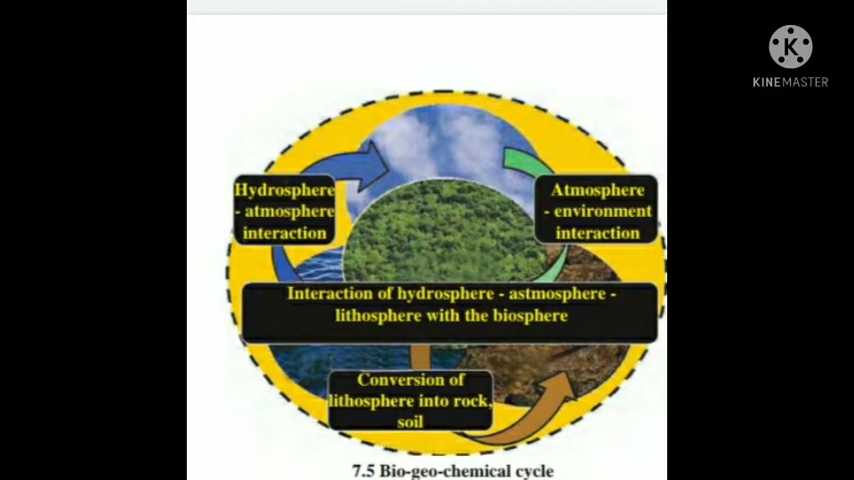 K
KINEMASTER
Hydrosphere
- atmosphere
interaction
Atmosphere
- environment
interaction
Interaction of hydrosphere - astmosphere -
lithosphere with the biosphere
Conversion of
lithosphere into rock,
soil
7.5 Bio-geo-chemical cycle